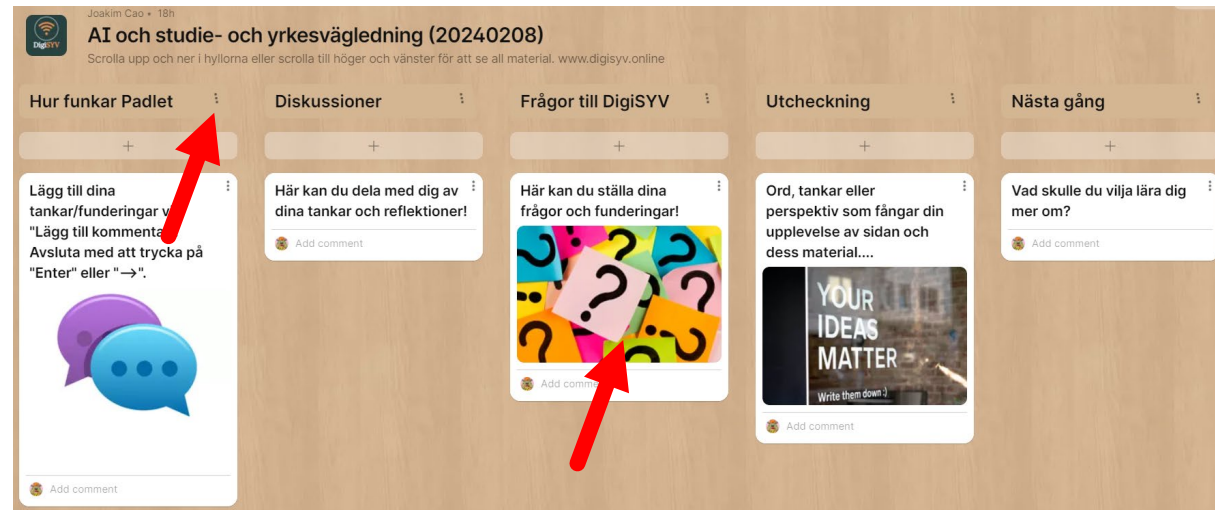 Joakim Cao • 18h
DigiSYV
AI och studie- och yrkesvägledning (20240208)
Scrolla upp och ner i hyllorna eller scrolla till höger och vänster för att se all material. www.digisyv.online
Hur funkar Padlet
Lägg till dina
tankar/funderingar
"Lägg till
Avsluta med att trycka på
"Enter" eller "→".
Add comment
Diskussioner
Här kan du dela med dig av
dina tankar och reflektioner!
Add comment
Frågor till DigiSYV
Här kan du ställa dina
frågor och funderingar!
Add
Utcheckning
Ord, tankar eller
perspektiv som fångar din
upplevelse av sidan och
dess material....
YOUR
IDEAS
MATTER
Write them down :)
Add comment
Nästa gång
Vad skulle du vilja lära dig
mer om?
Add comment